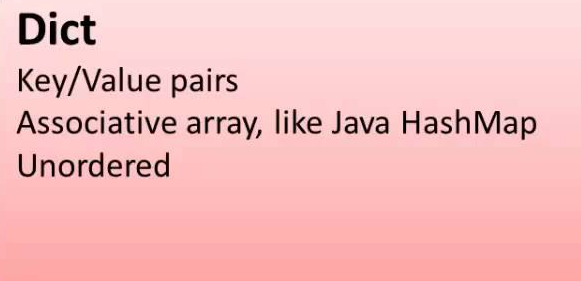 Dict
Key/Value pairs
Associative array, like Java HashMap
Unordered